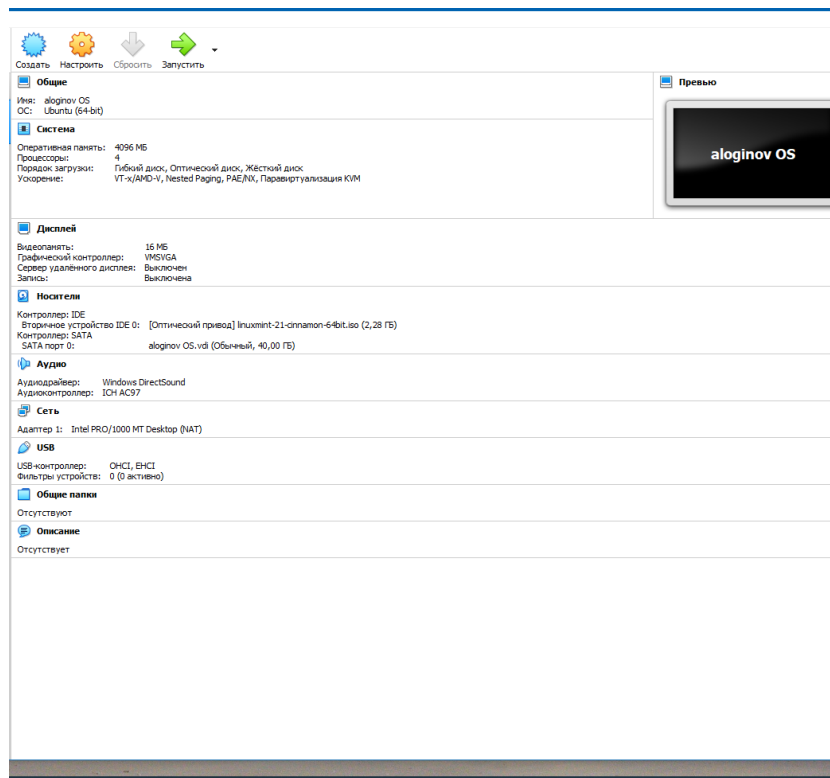 Создать Настроить Сбросить Запустить
Общие
Имя: aloginov OS
ОС: Ubuntu (64-bit)
Превью
aloginov OS
Система
Оперативная память: 4096 МБ
Процессоры: 4
Порядок загрузки: Гибкий диск, Оптический диск, Жёсткий диск
Ускорение: VT-x/AMD-V, Nested Paging, PAE/NX, Паравиртуализация KVM
Дисплей
Видеопамять: 16 МБ
Графический контроллер: VMSVGA
Сервер удалённого дисплея: Выключен
Запись: Выключена
Носители
Контроллер: IDE
Вторичное устройство IDE 0: [Оптический привод] linuxmint-21-cinnamon-64bit.iso (2,28 ГБ)
Контроллер: SATA
SATA порт 0: aloginov OS.vdi (Обычный, 40,00 ГБ)
Аудио
Аудиодрайвер: Windows DirectSound
Аудиоконтроллер: ICH AC97
Сеть
Адаптер 1: Intel PRO/1000 MT Desktop (NAT)
USB
USB-контроллер: OHCI, EHCI
Фильтры устройств: 0 (0 активно)
Общие папки
Отсутствуют
Описание
Отсутствует